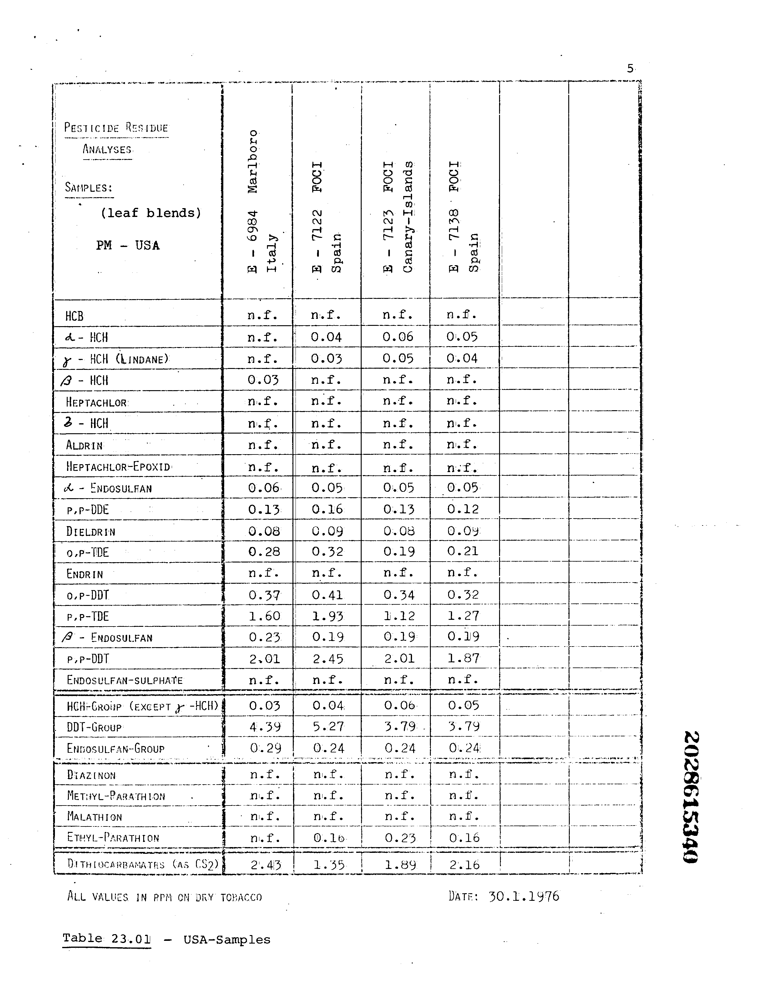 5
PESTICIDE RESIDUE
ANALYSES
SAMPLES:
(leaf blends)
PM - USA
E - 6984 Marlboro
Italy
E - 7122 FOCI
Spain
E - 7123 FOCI
Canary-Islands
E - 7138 FOCI
Spain
HCB n.f. n.f. n.f. n.f.
α - HCH n.f. 0.04 0.06 0.05
γ - HCH (LINDANE) n.f. 0.03 0.05 0.04
β - HCH 0.03 n.f. n.f. n.f.
HEPTACHLOR n.f. n.f. n.f. n.f.
δ - HCH n.f. n.f. n.f. n.f.
ALDRIN n.f. n.f. n.f. n.f.
HEPTACHLOR-EPOXID n.f. n.f. n.f. n.f.
α - ENDOSULFAN 0.06 0.05 0.05 0.05
P,P-DDE 0.13 0.16 0.13 0.12
DIELDRIN 0.08 0.09 0.08 0.09
O,P-TDE 0.28 0.32 0.19 0.21
ENDRIN n.f. n.f. n.f. n.f.
O,P-DDT 0.37 0.41 0.34 0.32
P,P-TDE 1.60 1.93 1.12 1.27
β - ENDOSULFAN 0.23 0.19 0.19 0.19
P,P-DDT 2.01 2.45 2.01 1.87
ENDOSULFAN-SULPHATE n.f. n.f. n.f. n.f.
HCH-GROUP (EXCEPT γ -HCH) 0.03 0.04 0.06 0.05
DDT-GROUP 4.39 5.27 3.79 3.79
ENDOSULFAN-GROUP 0.29 0.24 0.24 0.24
DIAZINON n.f. n.f. n.f. n.f.
METHYL-PARATHION n.f. n.f. n.f. n.f.
MALATHION n.f. n.f. n.f. n.f.
ETHYL-PARATHION n.f. 0.16 0.23 0.16
DITHIOCARBAMATES (AS CS2) 2.43 1.35 1.89 2.16
ALL VALUES IN PPM ON DRY TOBACCO DATE: 30.1.1976
Table 23.01 - USA-Samples
2028615340